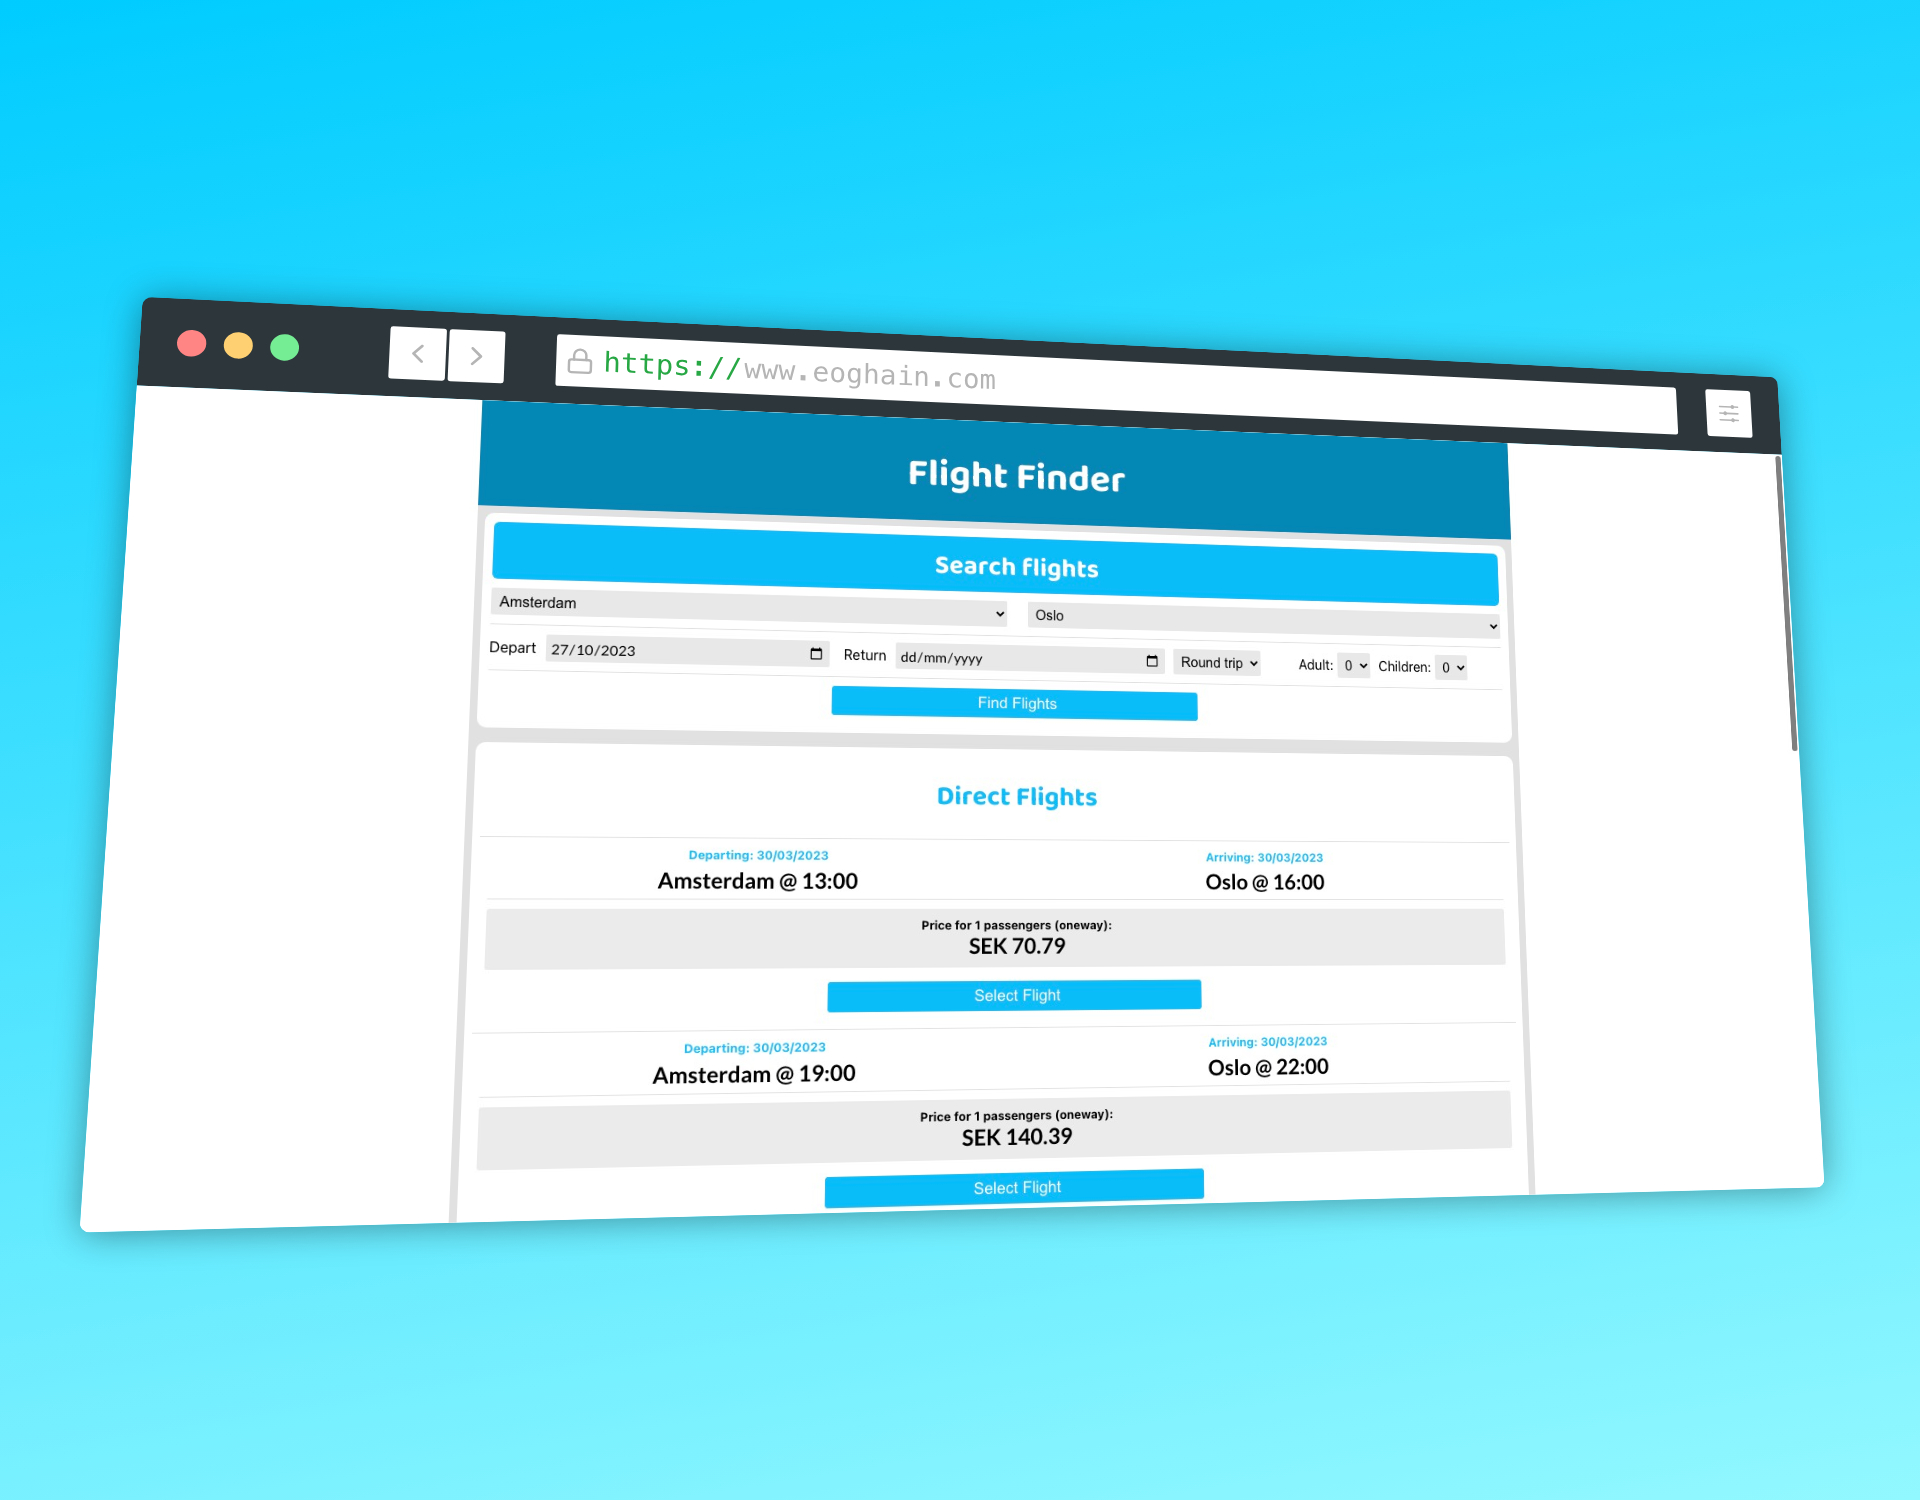 https://www.eoghain.com
Flight Finder
Search flights
Amsterdam Oslo
Depart 27/10/2023 Return dd/mm/yyyy Round trip Adult: 0 Children: 0
Find Flights
Direct Flights
Departing: 30/03/2023 Arriving: 30/03/2023
Amsterdam @ 13:00 Oslo @ 16:00
Price for 1 passengers (oneway):
SEK 70.79
Select Flight
Departing: 30/03/2023 Arriving: 30/03/2023
Amsterdam @ 19:00 Oslo @ 22:00
Price for 1 passengers (oneway):
SEK 140.39
Select Flight